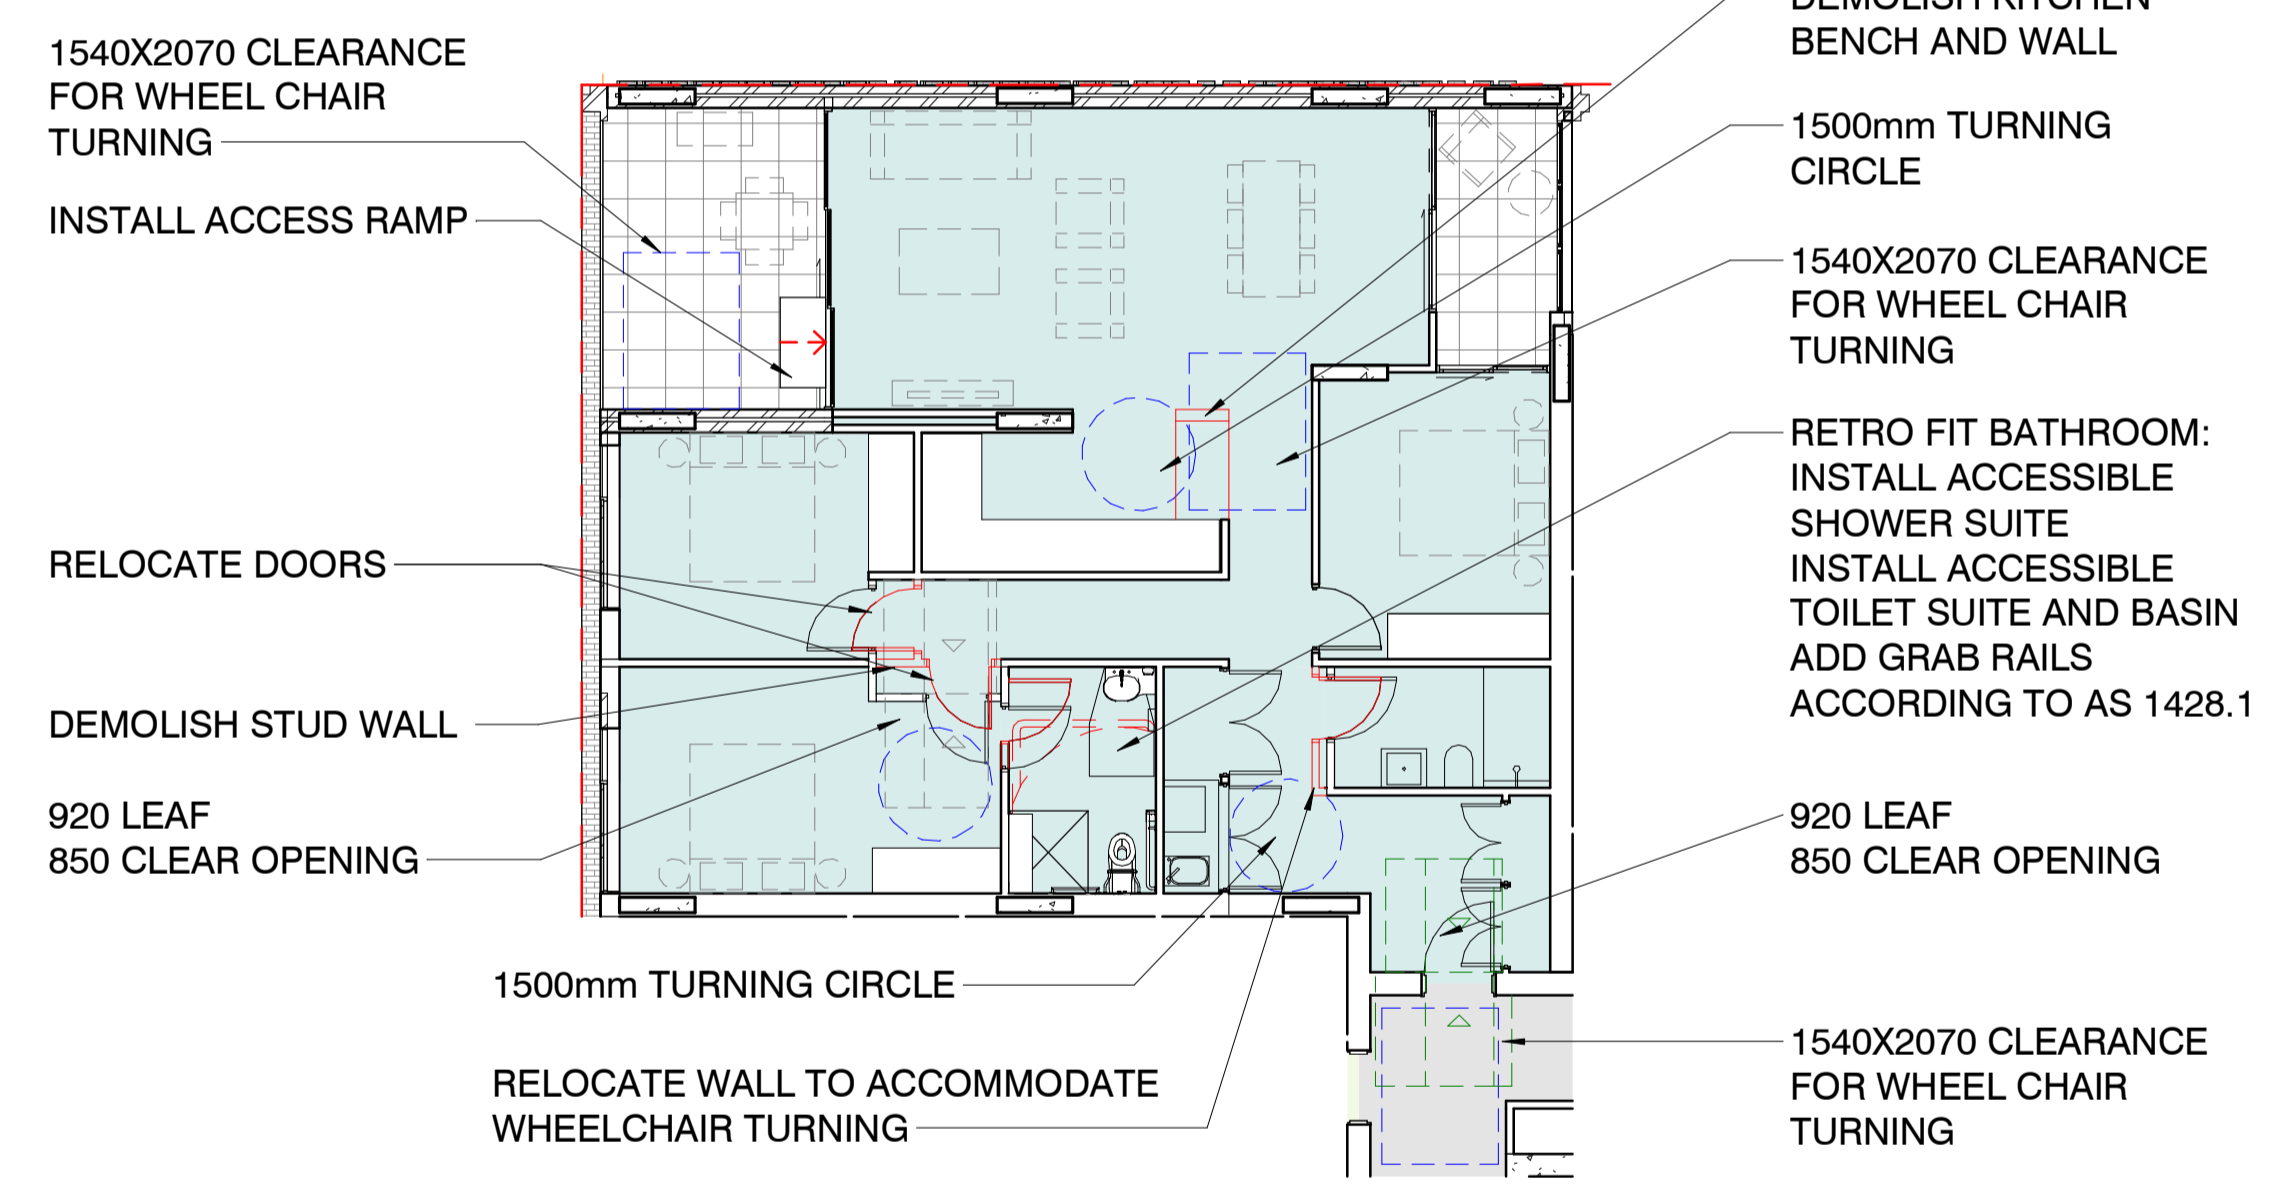 1540X2070 CLEARANCE
FOR WHEEL CHAIR
TURNING
INSTALL ACCESS RAMP
RELOCATE DOORS
DEMOLISH STUD WALL
920 LEAF
850 CLEAR OPENING
1500mm TURNING CIRCLE
RELOCATE WALL TO ACCOMMODATE
WHEELCHAIR TURNING
DEMOLISH KITCHEN
BENCH AND WALL
1500mm TURNING
CIRCLE
1540X2070 CLEARANCE
FOR WHEEL CHAIR
TURNING
RETRO FIT BATHROOM:
INSTALL ACCESSIBLE
SHOWER SUITE
INSTALL ACCESSIBLE
TOILET SUITE AND BASIN
ADD GRAB RAILS
ACCORDING TO AS 1428.1
920 LEAF
850 CLEAR OPENING
1540X2070 CLEARANCE
FOR WHEEL CHAIR
TURNING